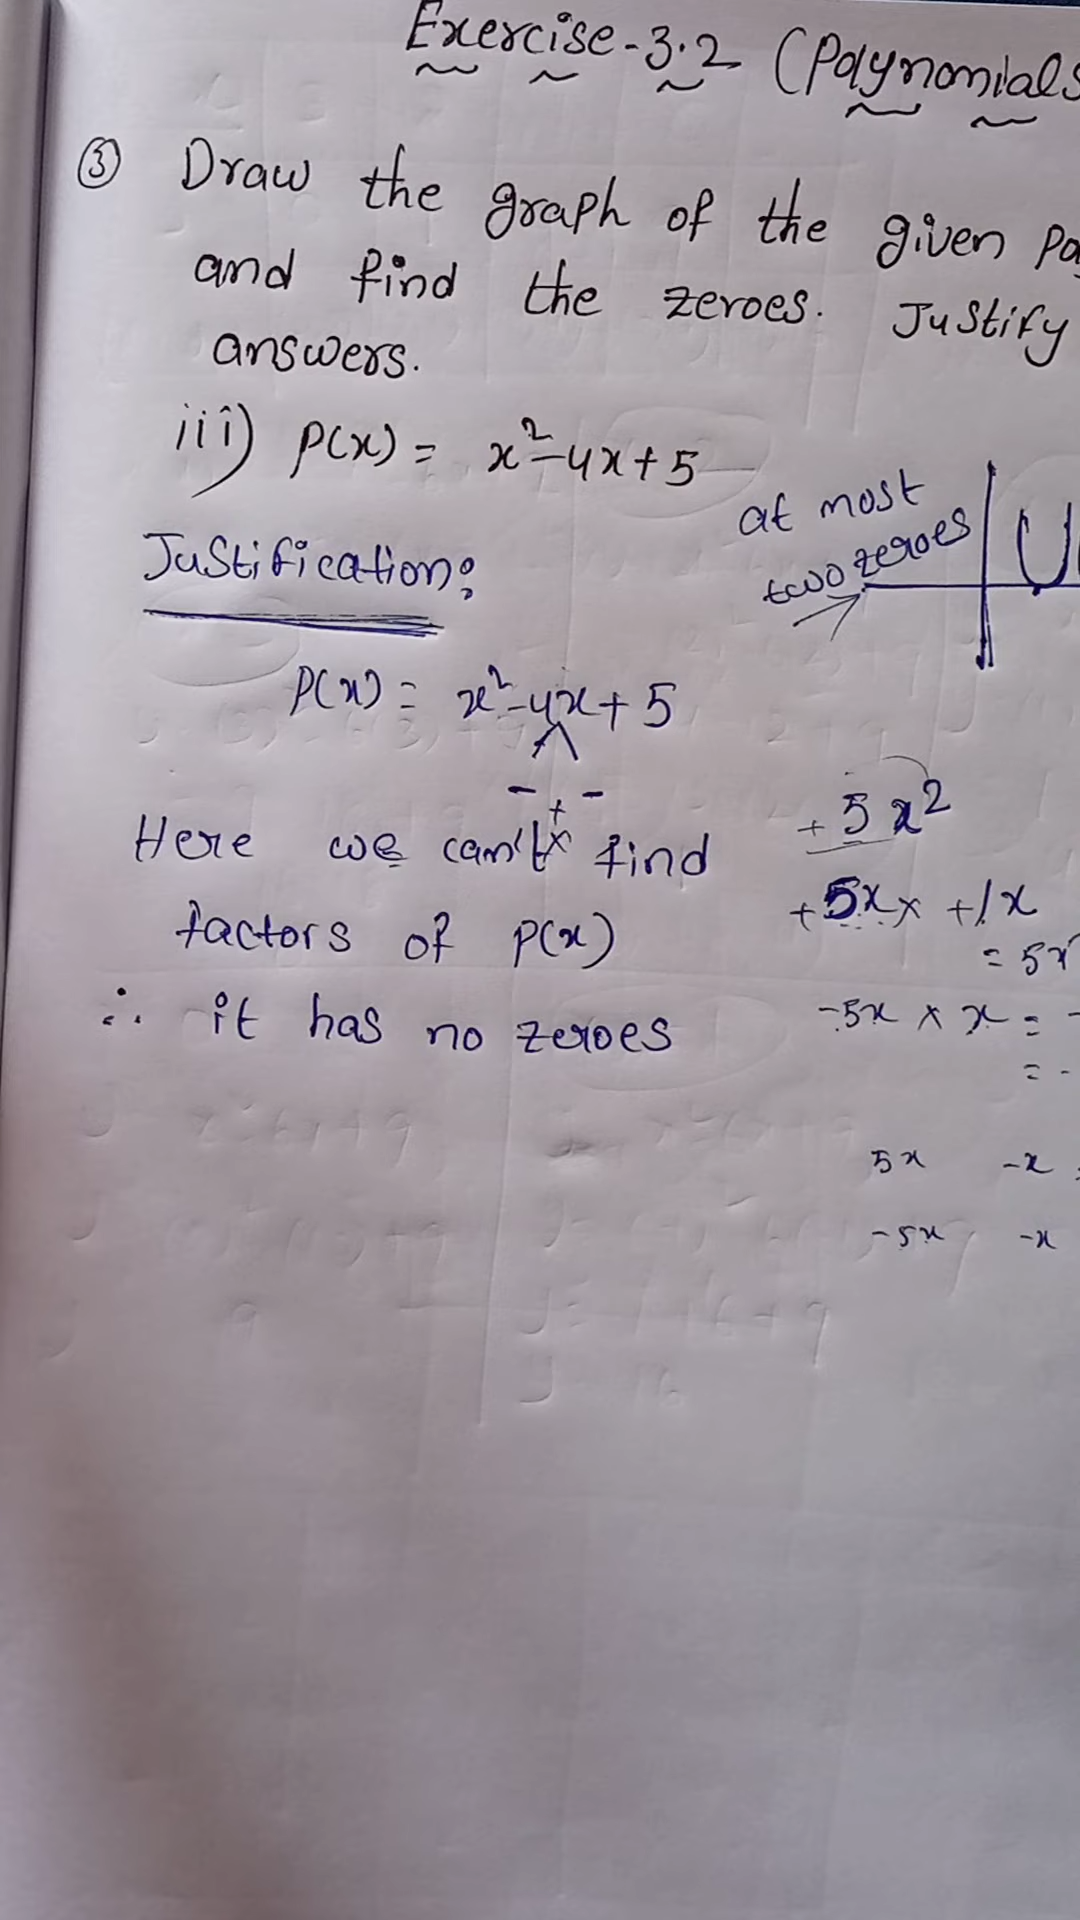 Exercise-3.2 (Polynomials
③ Draw the graph of the given Po
and find the zeroes. Justify
answers.
iii) P(x) = x²-4x+5
at most
two zeroes
Justification:
P(x) = x²-4x+5
- + -
x
Here we can't find
factors of P(x)
∴ it has no zeroes
+5x²
+5x x +1x
= 5x
-5x × x = -
= -
5x -x
-5x -x